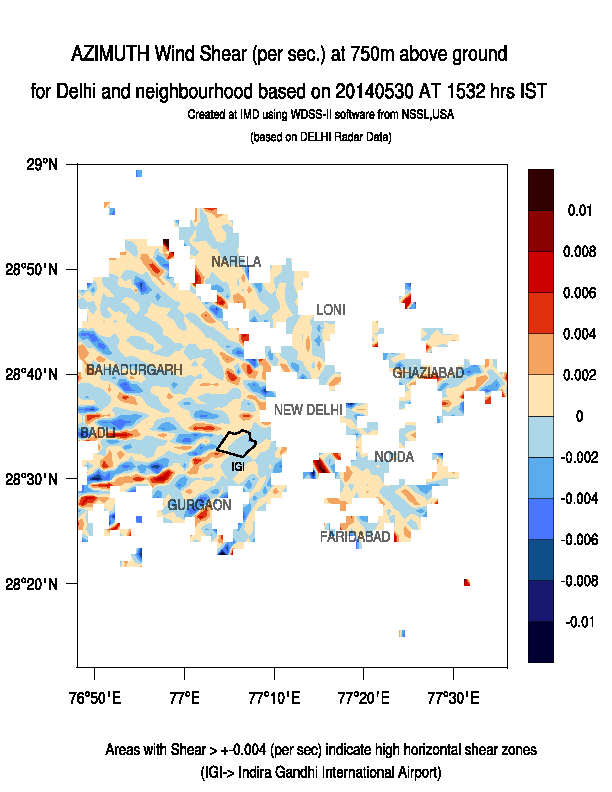 AZIMUTH Wind Shear (per sec.) at 750m above ground
for Delhi and neighbourhood based on 20140530 AT 1532 hrs IST
Created at IMD using WDSS-II software from NSSL,USA
(based on DELHI Radar Data)
29°N
28°50'N
28°40'N
28°30'N
28°20'N
NARELA
LONI
BAHADURGARH
GHAZIABAD
NEW DELHI
BADLI
NOIDA
IGI
GURGAON
FARIDABAD
0.01
0.008
0.006
0.004
0.002
0
-0.002
-0.004
-0.006
-0.008
-0.01
76°50'E 77°E 77°10'E 77°20'E 77°30'E
Areas with Shear > +-0.004 (per sec) indicate high horizontal shear zones
(IGI-> Indira Gandhi International Airport)